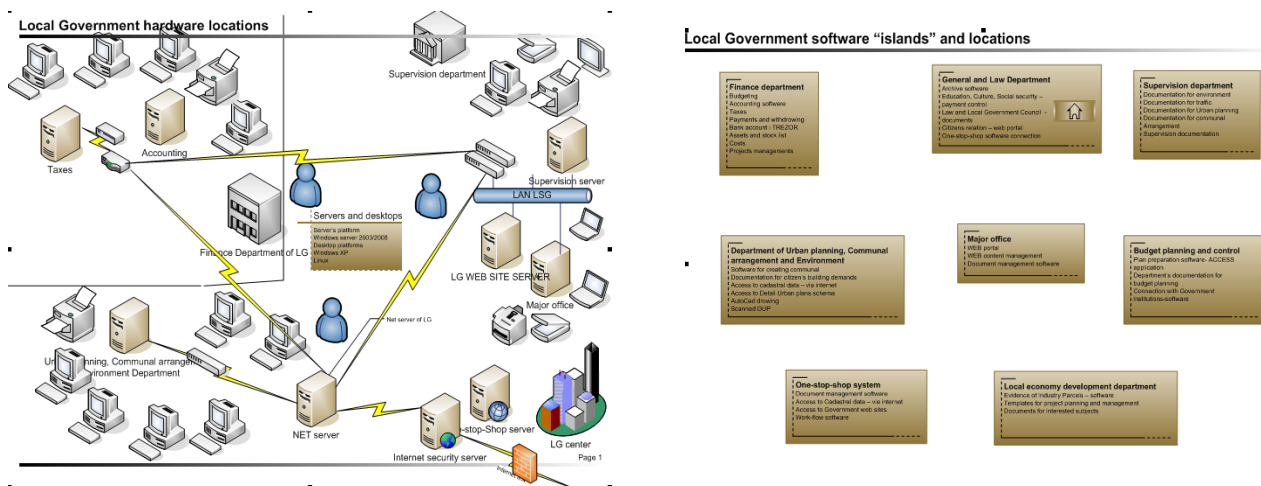 Local Government hardware locations
Supervision department
Taxes
Accounting
Supervision server
LAN LSG
Servers and desktops
Server's platform
Windows server 2003/2008
Desktop platforms
Windows XP
Linux
Finance Department of LG
LG WEB SITE SERVER
Major office
Net server of LG
Communal
Department
NET server
-stop-Shop server
Internet security server
LG center
Page 1
Local Government software “islands” and locations
Finance department
Budgeting
Accounting software
Taxes
Payments and withdrowing
Bank account - TREZOR
Assets and stock list
Costs
Projects managements
General and Law Department
Archive software
Education, Culture, Social security –
payment control
Law and Local Government Council -
documents
Citizens relation – web portal
One-stop-shop software connection
Supervision department
Documentation for environment
Documentation for traffic
Documentation for Urban planning
Documentation for communal
Arrangement
Supervision documentation
Department of Urban planning, Communal
arrangement and Environment
Software for creating communal
Documentation for citizen's building demands
Access to cadastral data – via internet
Access to Detail Urban plans schema
AutoCad drowing
Scanned DUP
Major office
WEB portal
WEB content management
Document management software
Budget planning and control
Plan preparation software- ACCESS
application
Department's documentation for
budget planning
Connection with Government
institutions-software
One-stop-shop system
Document management software
Access to Cadastral data – via internet
Access to Government web sites
Work-flow software
Local economy development department
Evidence of Industry Parcels – software
Templates for project planning and management
Documents for interested subjects